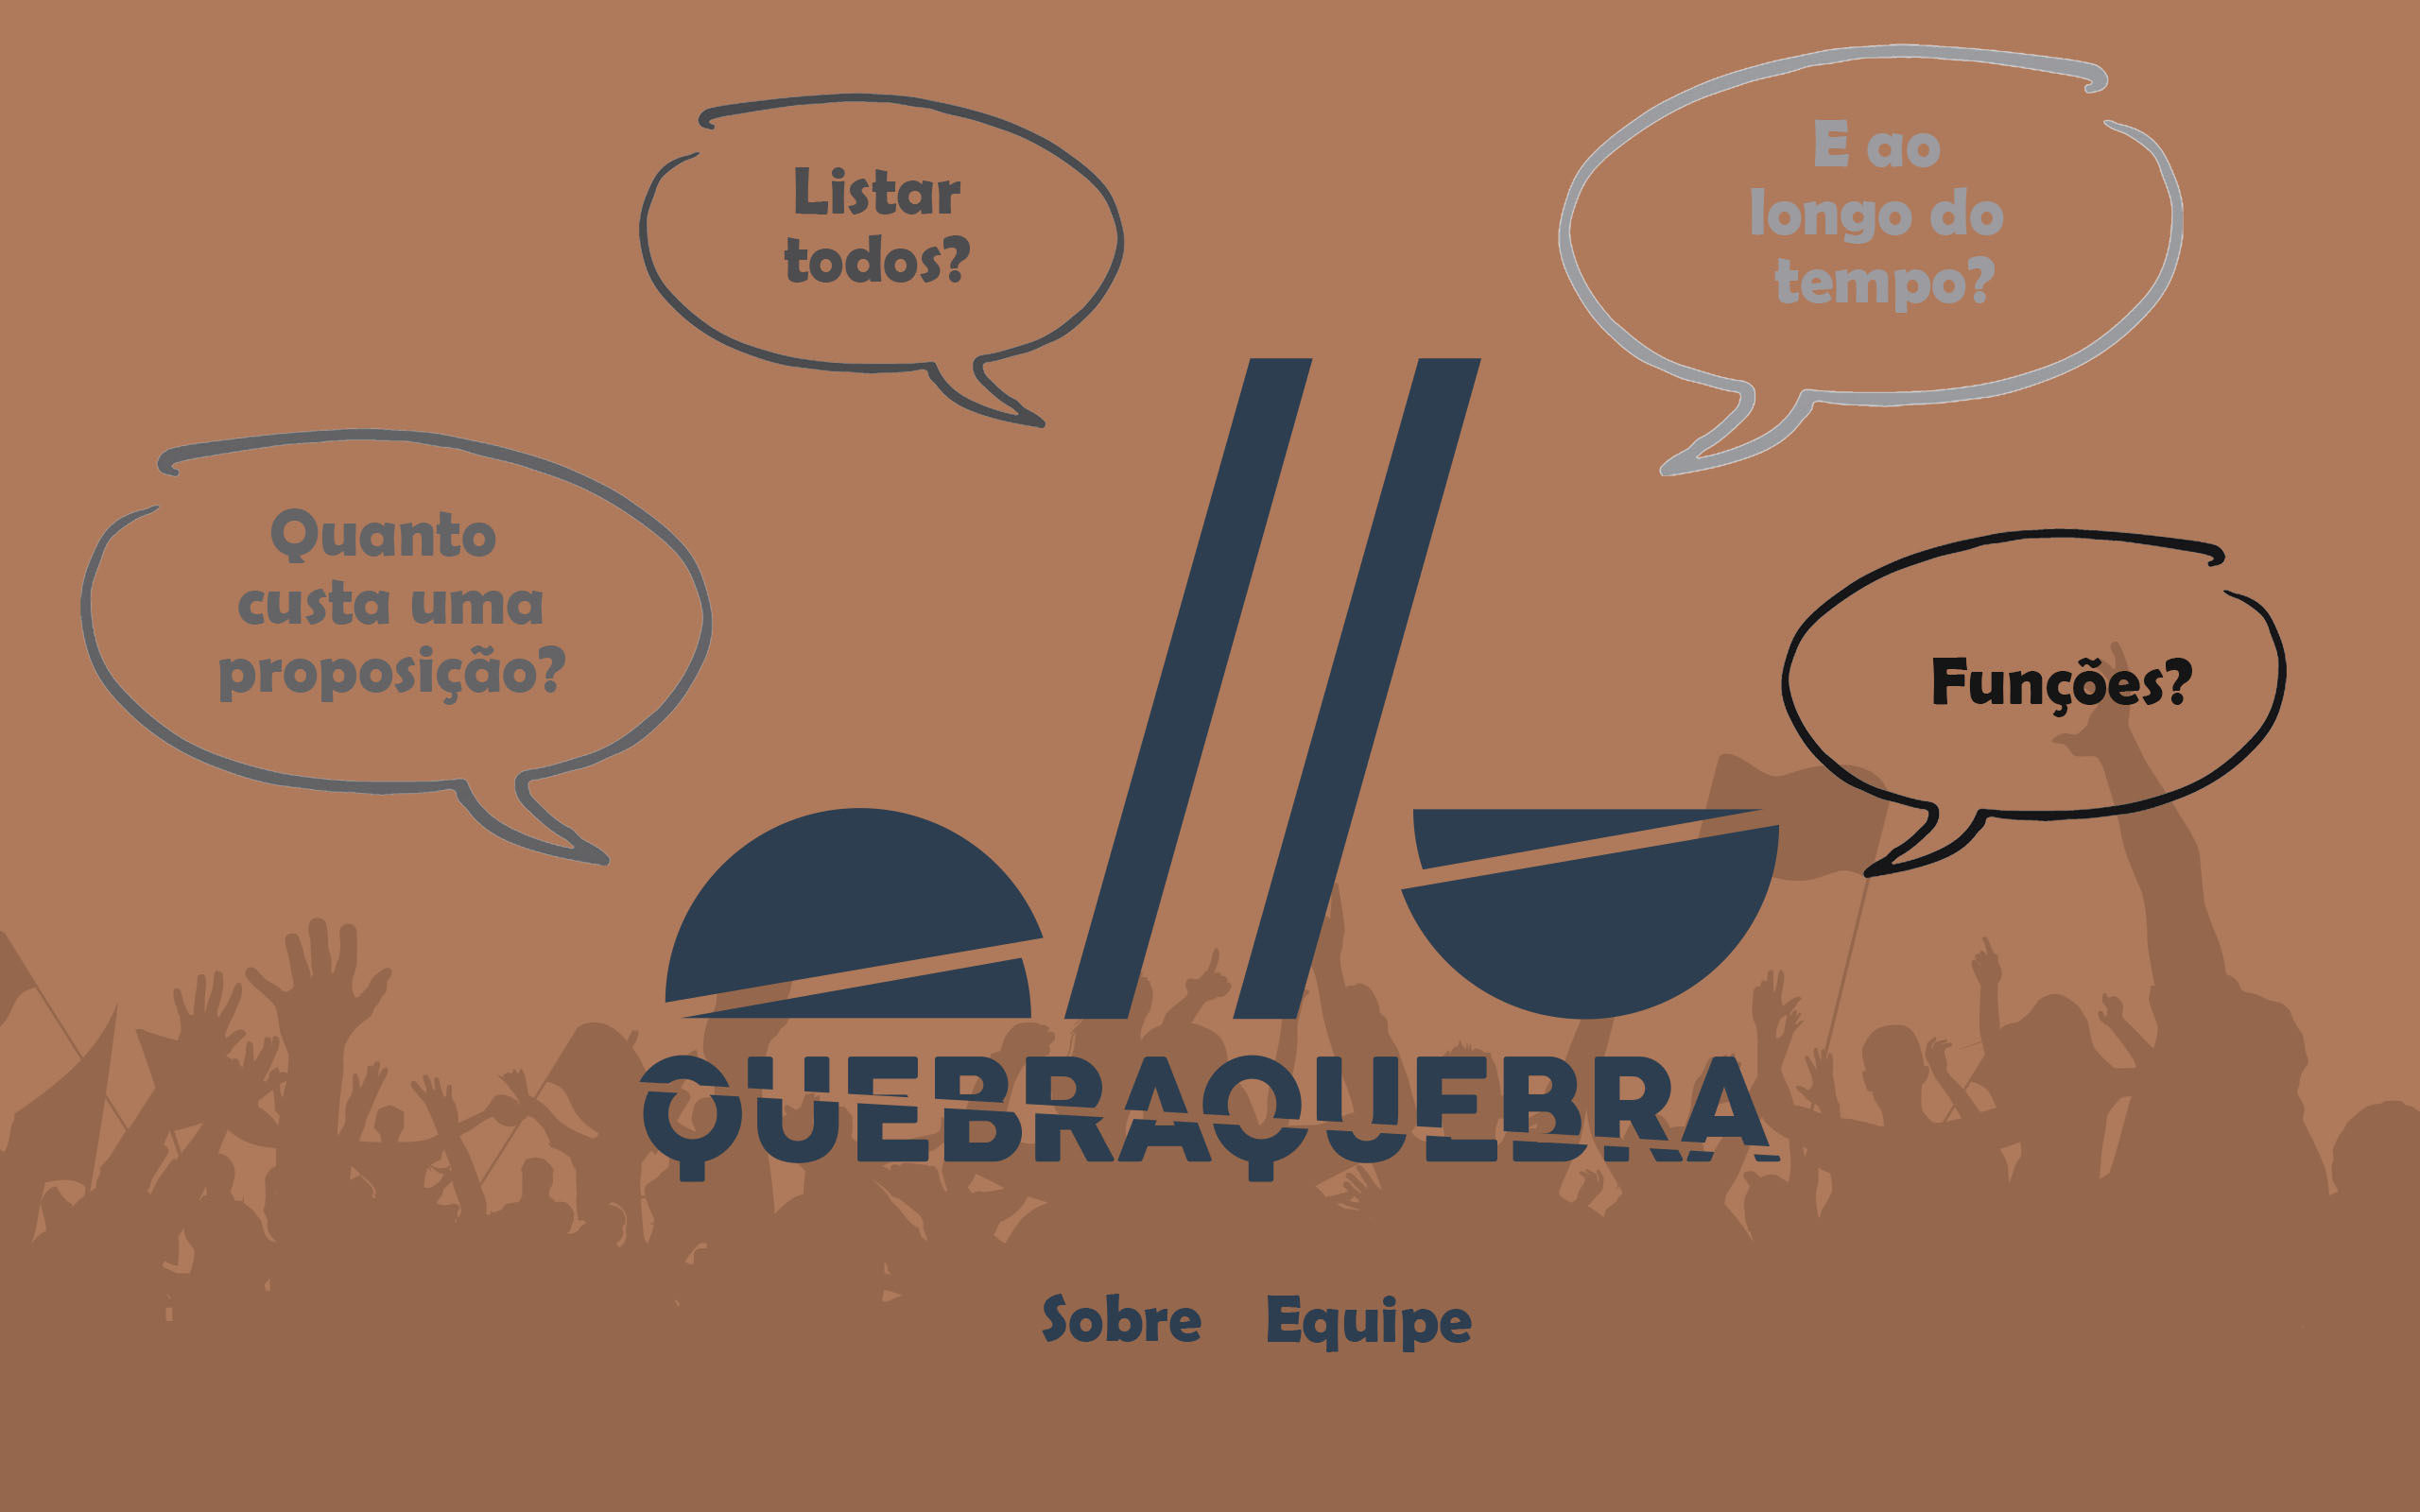 Listar
todos?
E ao
longo do
tempo?
Quanto
custa uma
proposição?
Funções?
QUEBRAQUEBRA
Sobre Equipe